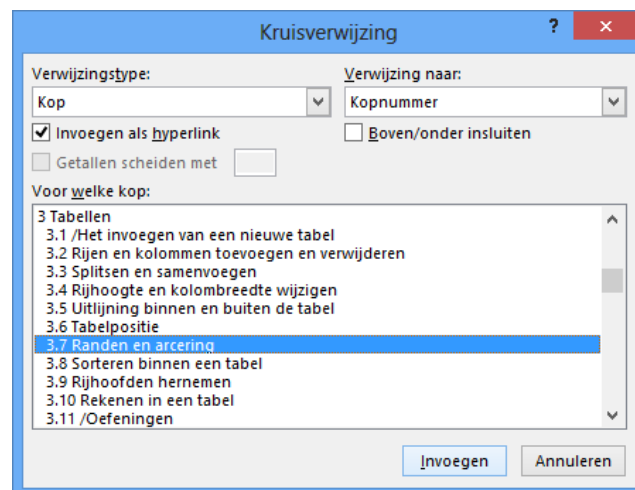 Kruisverwijzing
?
Verwijzingstype:
Verwijzing naar:
Kop
Kopnummer
Invoegen als hyperlink
Boven/onder insluiten
Getallen scheiden met
Voor welke kop:
3 Tabellen
3.1 /Het invoegen van een nieuwe tabel
3.2 Rijen en kolommen toevoegen en verwijderen
3.3 Splitsen en samenvoegen
3.4 Rijhoogte en kolombreedte wijzigen
3.5 Uitlijning binnen en buiten de tabel
3.6 Tabelpositie
3.7 Randen en arcering
3.8 Sorteren binnen een tabel
3.9 Rijhoofden hernemen
3.10 Rekenen in een tabel
3.11 /Oefeningen
Invoegen
Annuleren